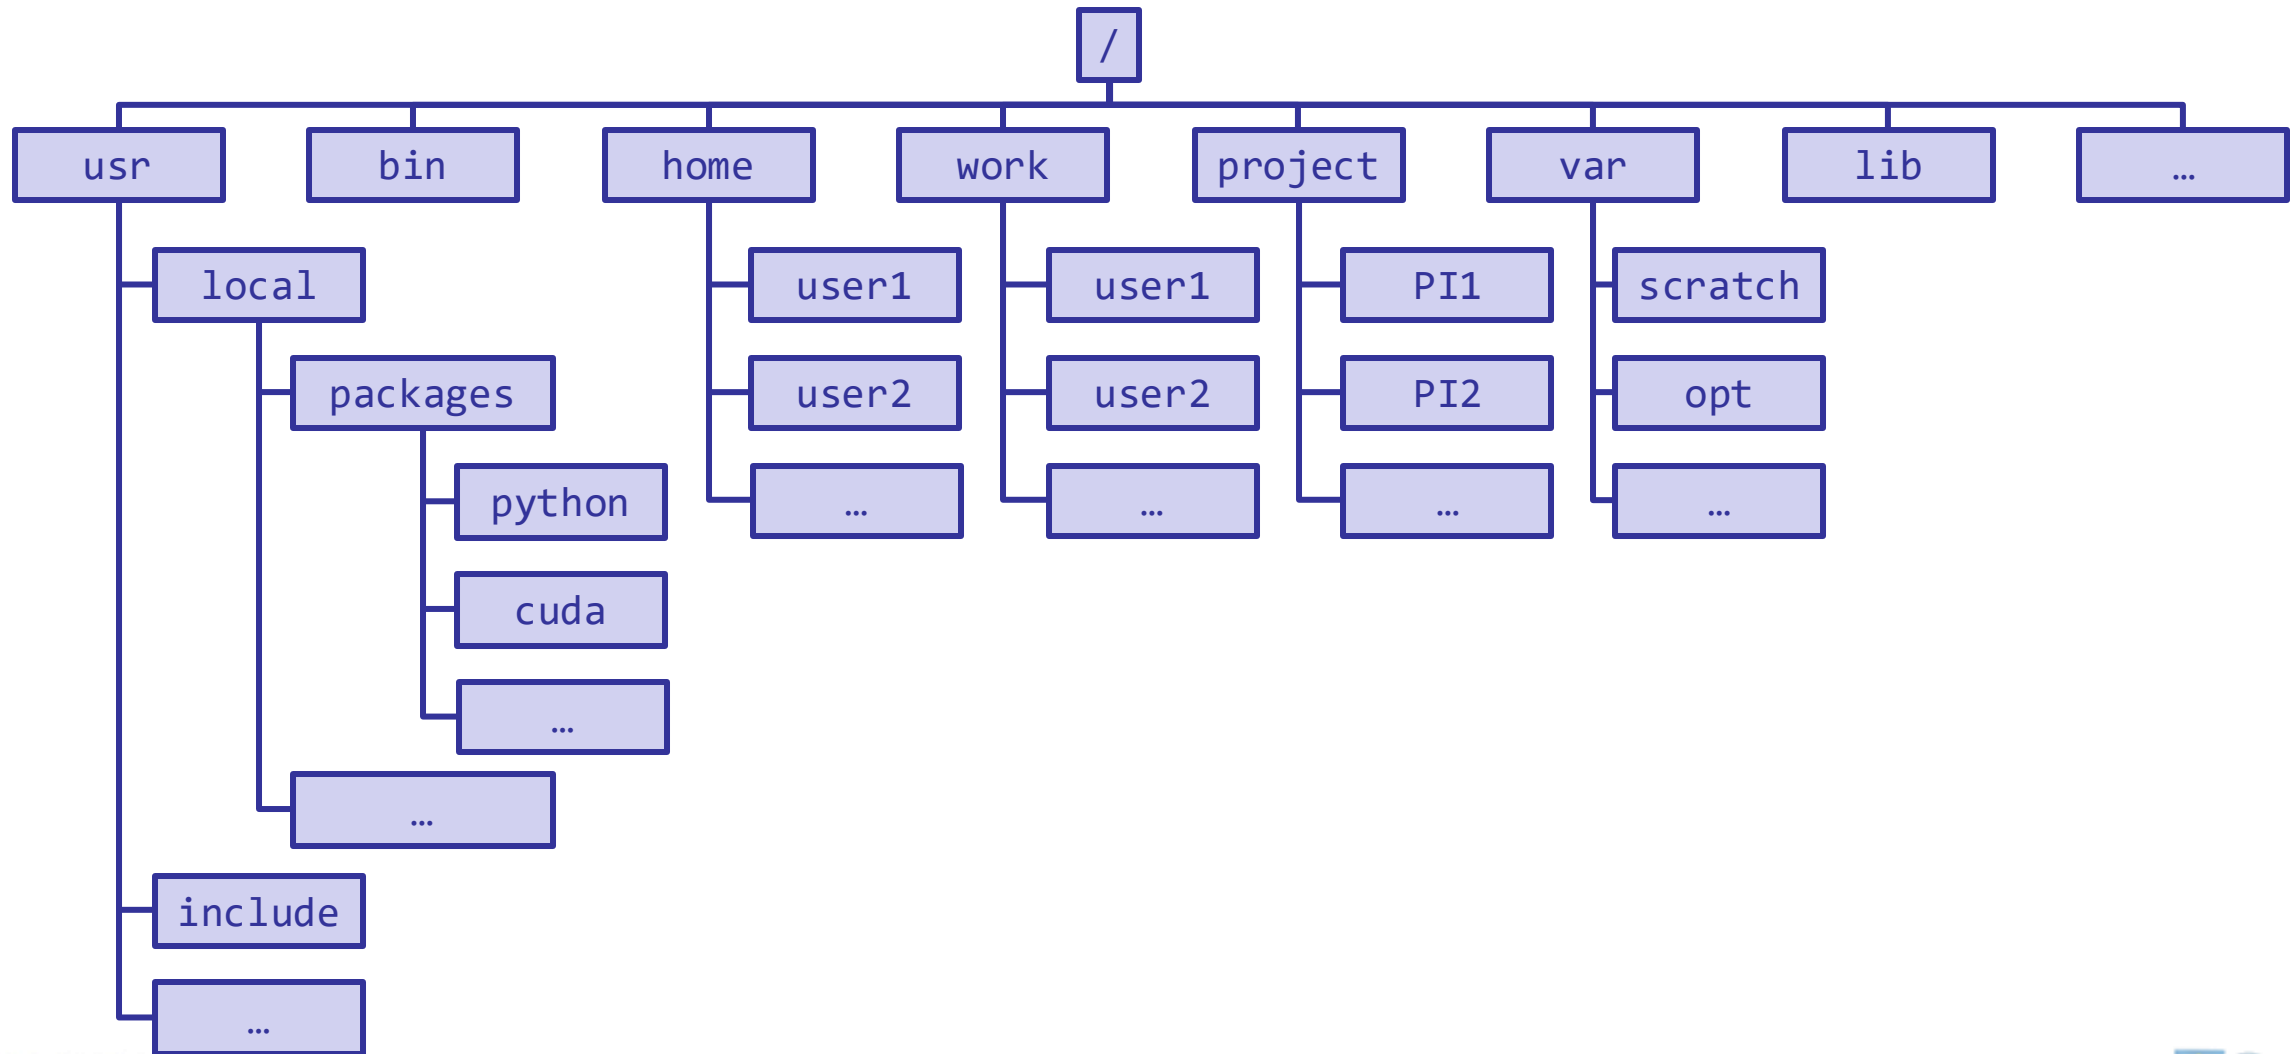 /
usr bin home work project var lib …
local user1 user1 PI1 scratch
packages user2 user2 PI2 opt
python … … … …
cuda
…
…
include
…